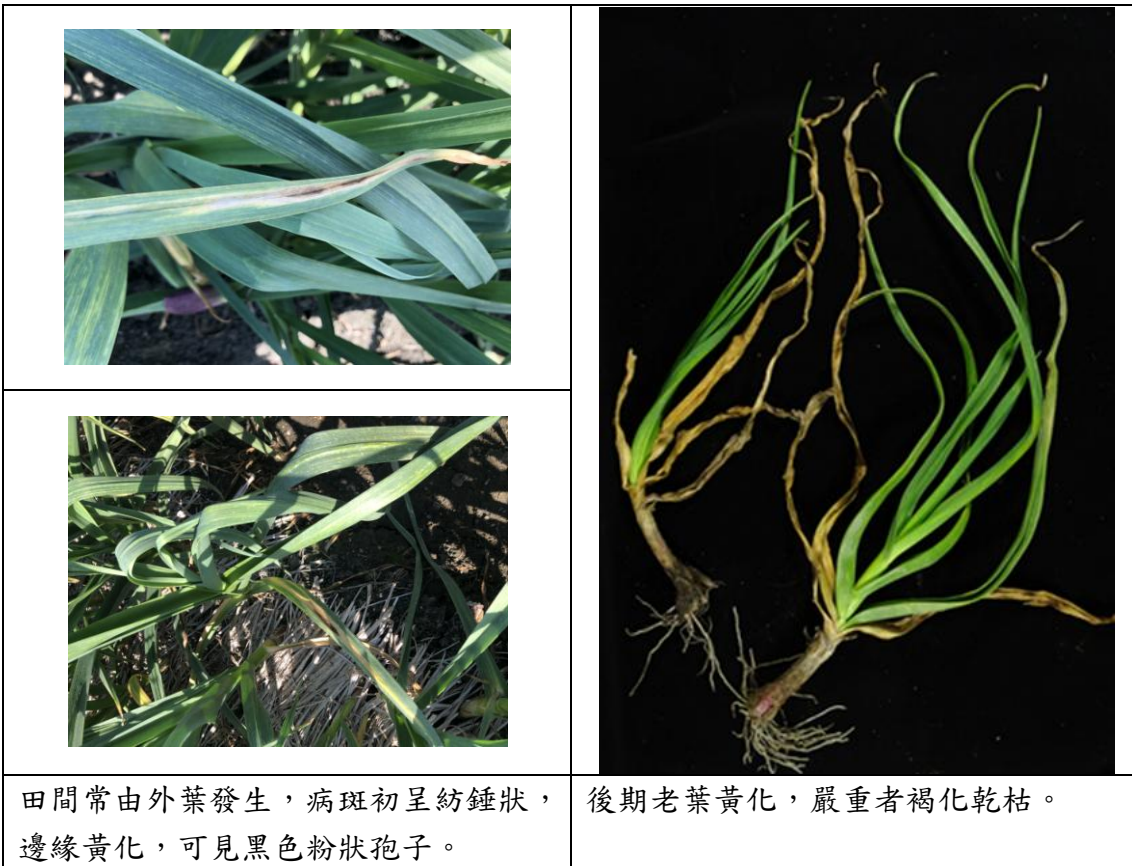 田間常由外葉發生，病斑初呈紡錘狀，
邊緣黃化，可見黑色粉狀孢子。
後期老葉黃化，嚴重者褐化乾枯。